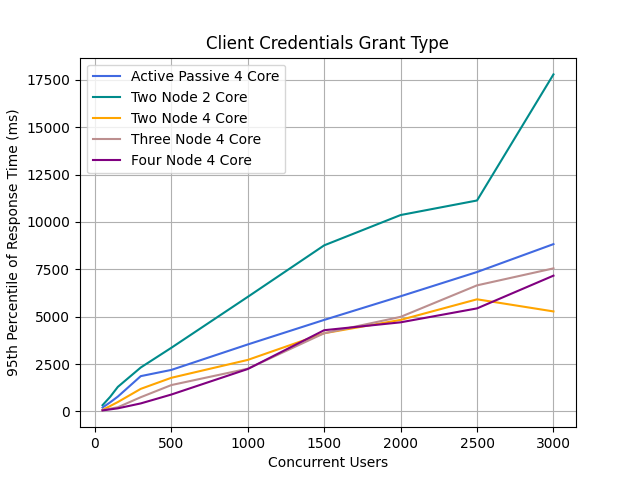 Client Credentials Grant Type
Active Passive 4 Core
Two Node 2 Core
Two Node 4 Core
Three Node 4 Core
Four Node 4 Core
95th Percentile of Response Time (ms)
17500
15000
12500
10000
7500
5000
2500
0
0 500 1000 1500 2000 2500 3000
Concurrent Users